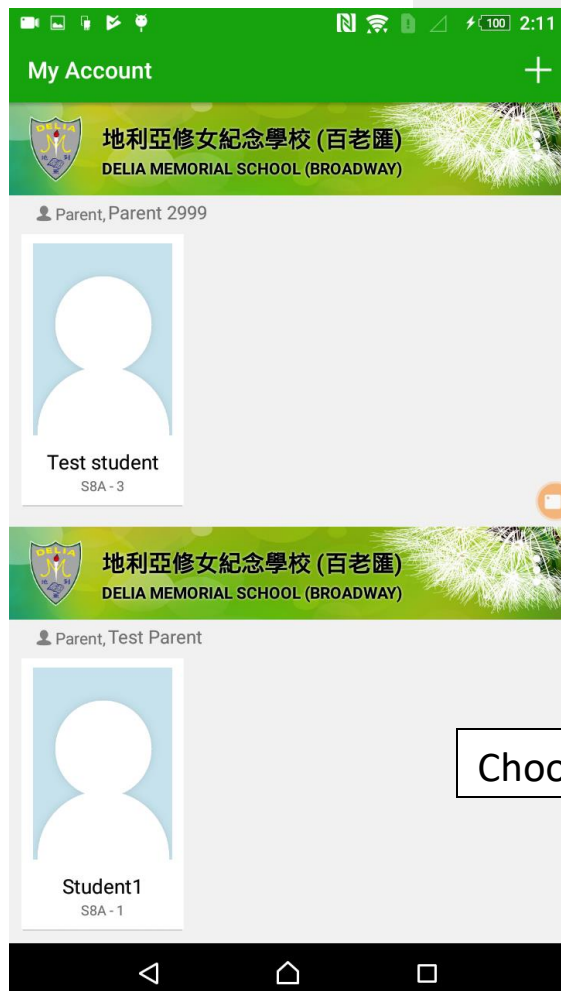 100 2:11
My Account
地利亞修女紀念學校 (百老匯)
DELIA MEMORIAL SCHOOL (BROADWAY)
Parent, Parent 2999
Test student
S8A - 3
DELIA
地利亞修女紀念學校 (百老匯)
DELIA MEMORIAL SCHOOL (BROADWAY)
Parent, Test Parent
Choo
Student1
S8A - 1